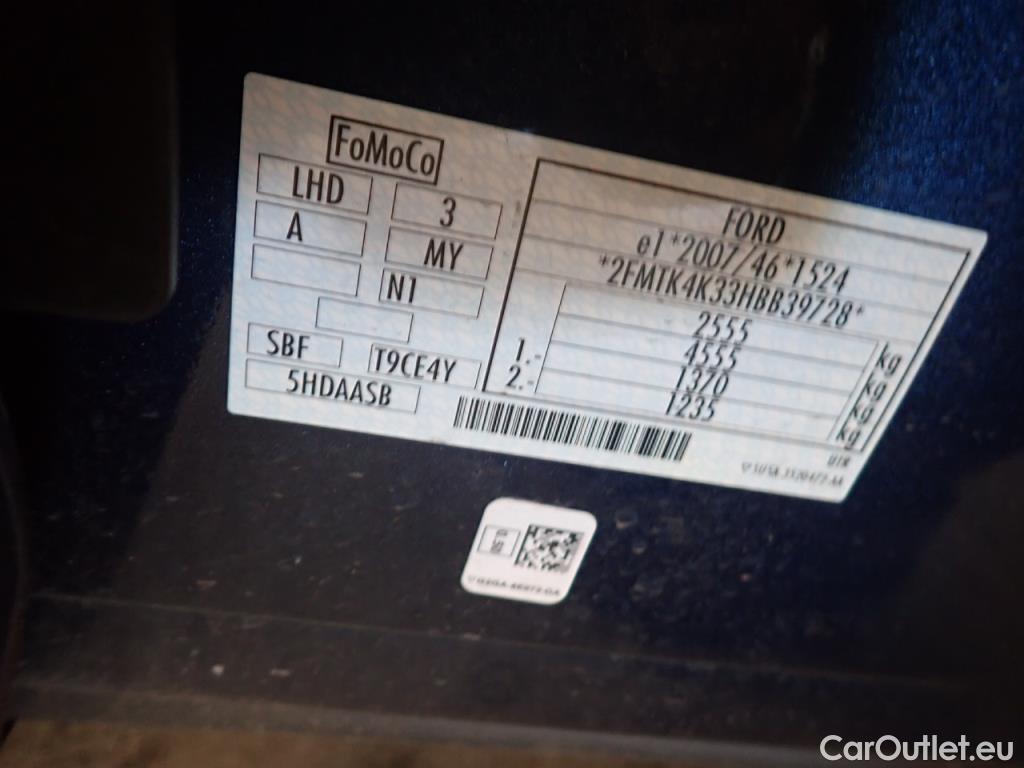 FoMoCo
LHD
3
A
MY
N1
SBF
T9CE4Y
5HDAASB
FORD
e1*2007/46*1524
*2FMTK4K33HBB39728*
2555 kg
4555 kg
1.- 1370 kg
2.- 1235 kg
CarOutlet.eu